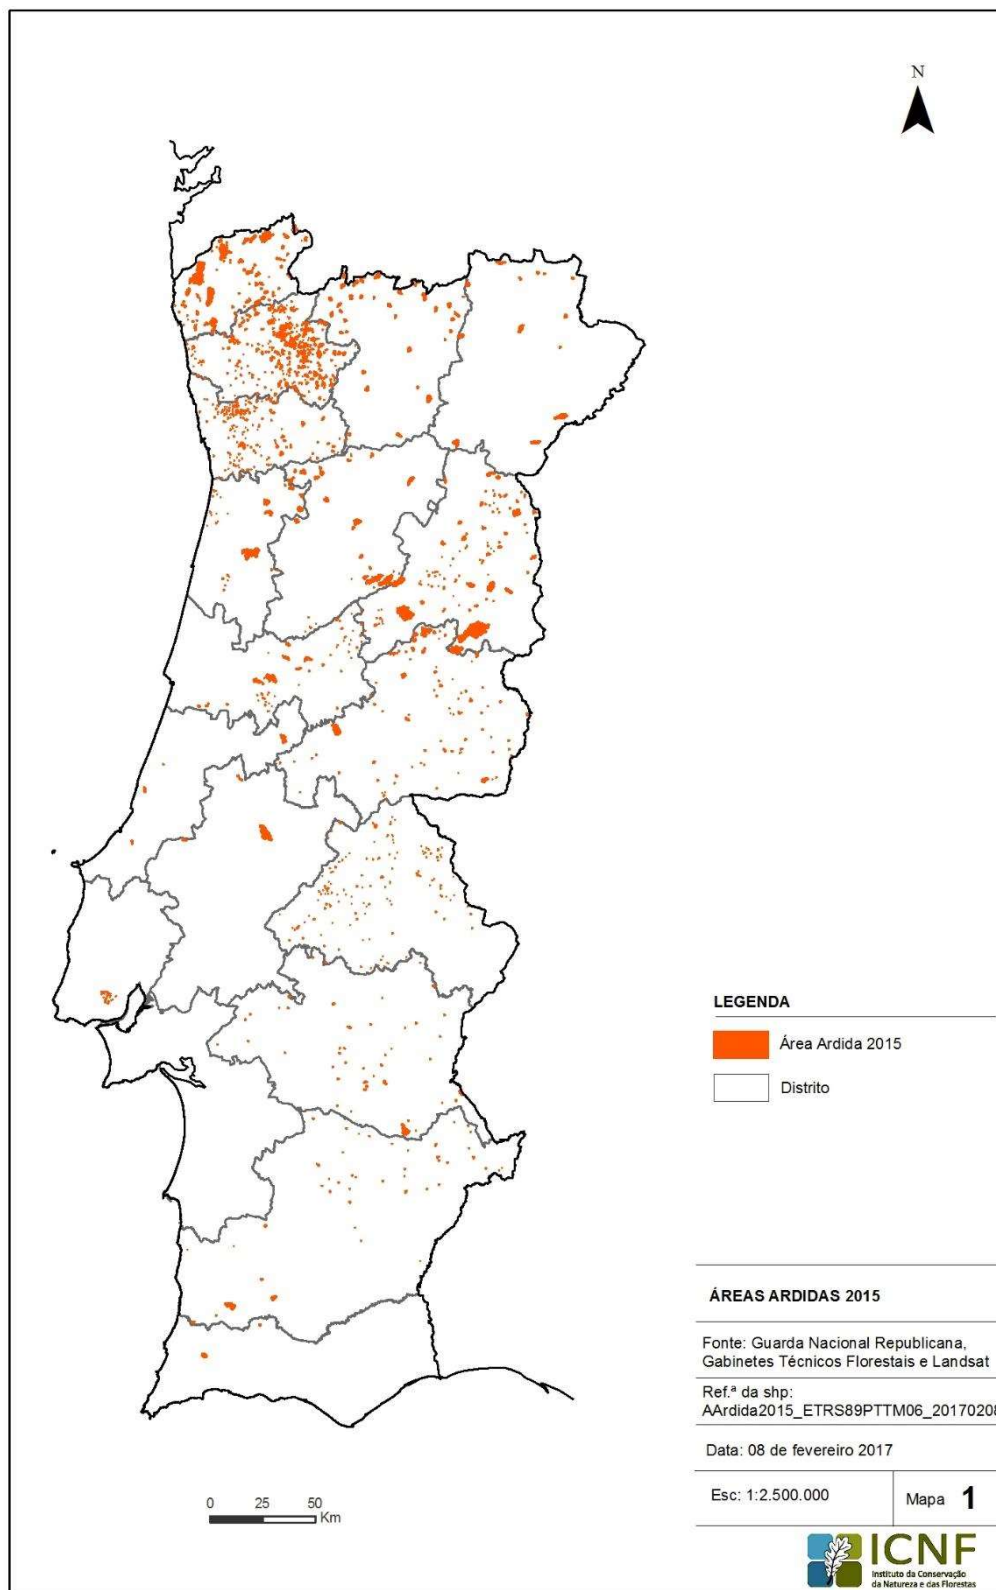 N
LEGENDA
Área Ardida 2015
Distrito
ÁREAS ARDIDAS 2015
Fonte: Guarda Nacional Republicana,
Gabinetes Técnicos Florestais e Landsat
Ref.ª da shp:
AArdida2015_ETRS89PTTM06_20170208
Data: 08 de fevereiro 2017
Esc: 1:2.500.000
Mapa 1
0 25 50
Km
ICNF
Instituto da Conservação
da Natureza e das Florestas